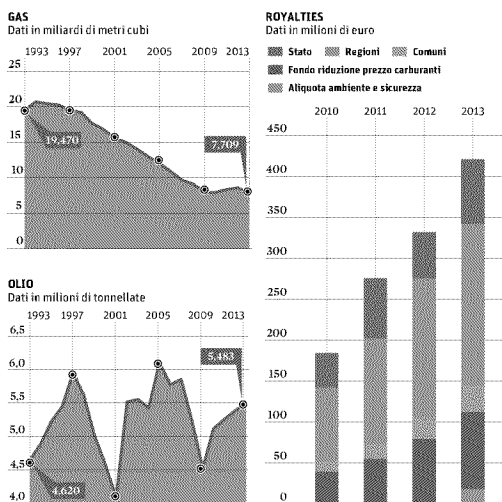 GAS
Dati in miliardi di metri cubi
1993 1997 2001 2005 2009 2013
25
20
15
10
5
0
19,470
7,709
OLIO
Dati in milioni di tonnellate
1993 1997 2001 2005 2009 2013
6,5
6,0
5,5
5,0
4,5
4,0
4,620
5,483
ROYALTIES
Dati in milioni di euro
Stato Regioni Comuni
Fondo riduzione prezzo carburanti
Aliquota ambiente e sicurezza
2010 2011 2012 2013
450
400
350
300
250
200
150
100
50
0